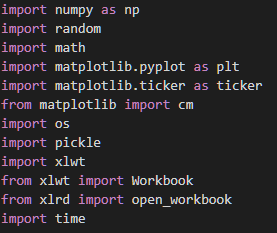 import numpy as np
import random
import math
import matplotlib.pyplot as plt
import matplotlib.ticker as ticker
from matplotlib import cm
import os
import pickle
import xlwt
from xlwt import Workbook
from xlrd import open_workbook
import time